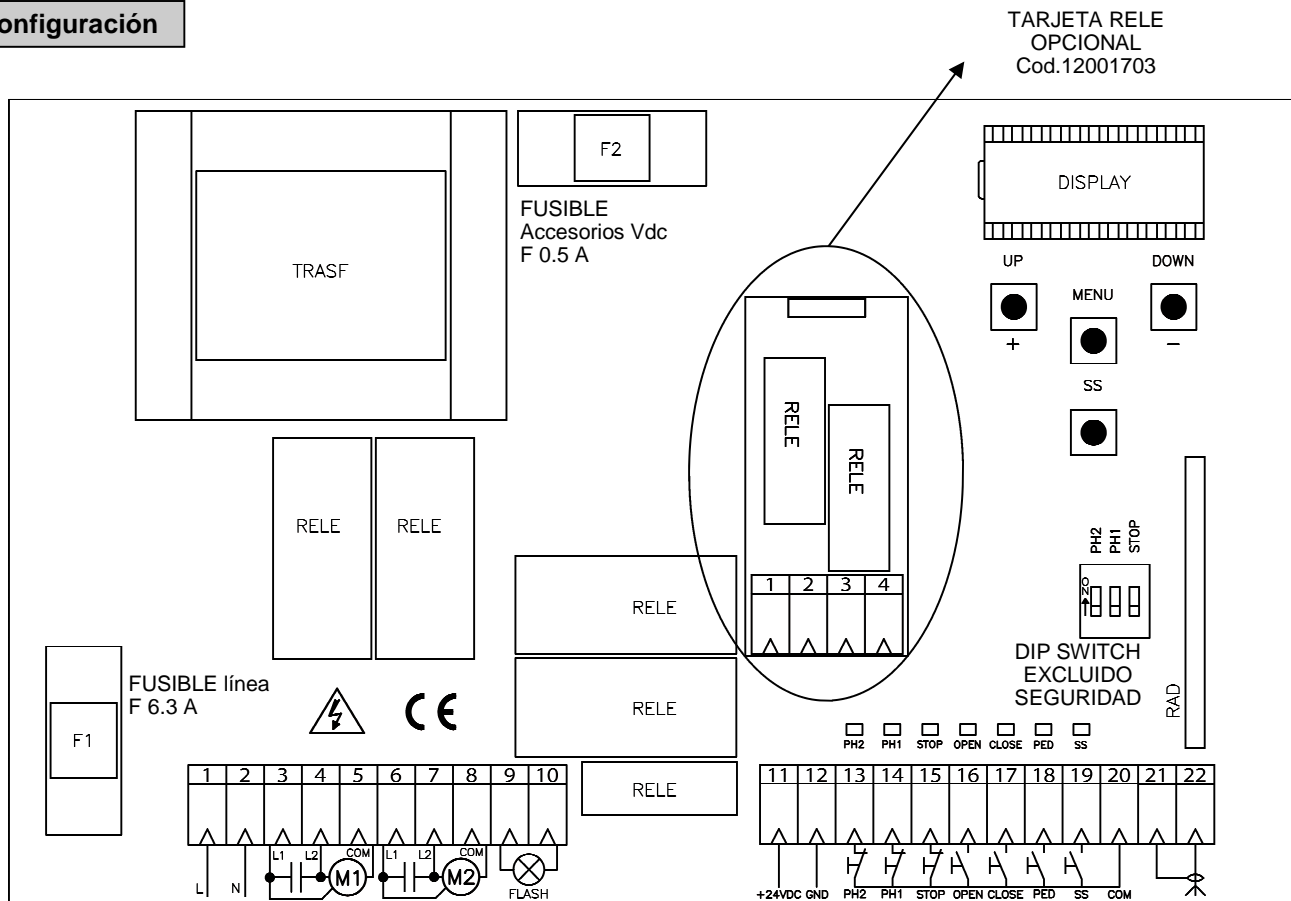 onfiguración
TARJETA RELE
OPCIONAL
Cod.12001703
F2
DISPLAY
FUSIBLE
Accesorios Vdc
F 0.5 A
TRASF
UP
DOWN
MENU
+
−
SS
RELE
RELE
RELE
RELE
PH2
PH1
STOP
ON
1 2 3 4
RELE
DIP SWITCH
EXCLUIDO
SEGURIDAD
FUSIBLE línea
F 6.3 A
CE
RAD
F1
RELE
PH2 PH1 STOP OPEN CLOSE PED SS
1 2 3 4 5 6 7 8 9 10
RELE
11 12 13 14 15 16 17 18 19 20 21 22
L1 L2 COM L1 L2 COM
L N M1 M2 FLASH
+24VDC GND PH2 PH1 STOP OPEN CLOSE PED SS COM